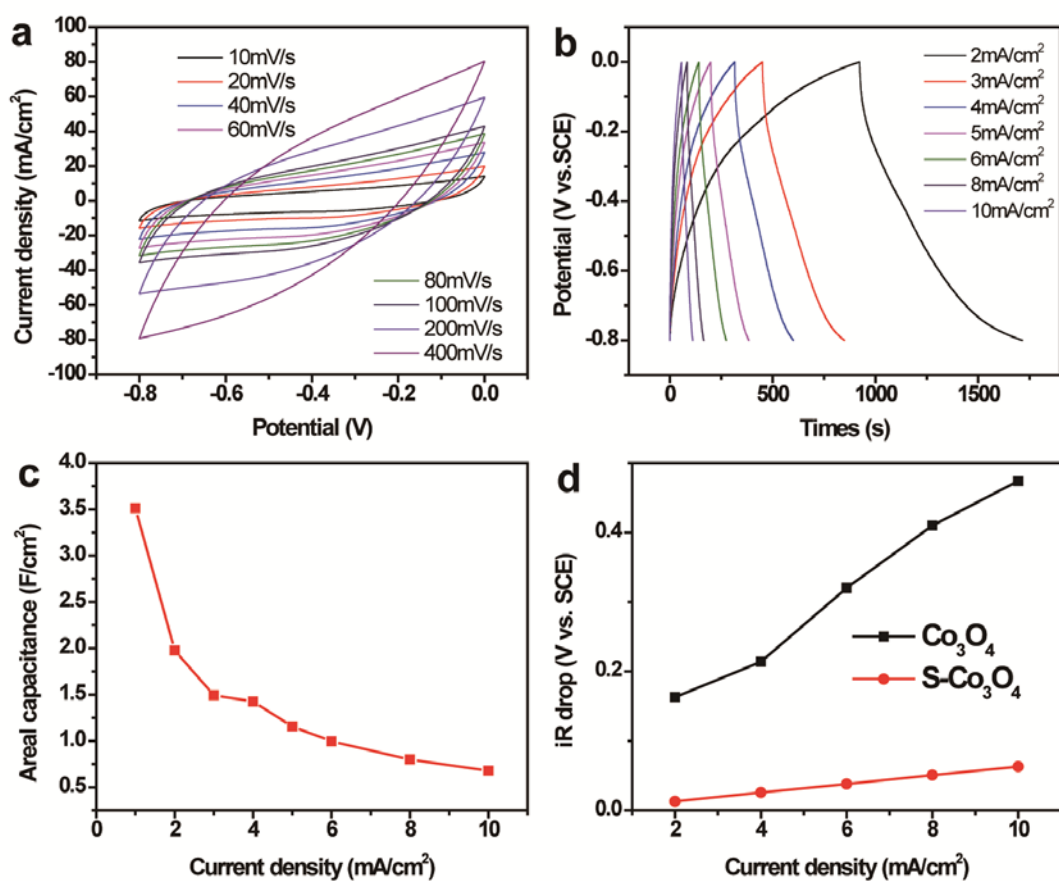 a
10mV/s
20mV/s
40mV/s
60mV/s
80mV/s
100mV/s
200mV/s
400mV/s
100
80
60
40
20
0
-20
-40
-60
-80
-100
Current density (mA/cm²)
-0.8
-0.6
-0.4
-0.2
0.0
Potential (V)
b
2mA/cm²
3mA/cm²
4mA/cm²
5mA/cm²
6mA/cm²
8mA/cm²
10mA/cm²
0.0
-0.2
-0.4
-0.6
-0.8
Potential (V vs.SCE)
0
500
1000
1500
Times (s)
c
4.0
3.5
3.0
2.5
2.0
1.5
1.0
0.5
Areal capacitance (F/cm²)
0
2
4
6
8
10
Current density (mA/cm²)
d
Co₃O₄
S-Co₃O₄
0.4
0.2
0.0
iR drop (V vs. SCE)
2
4
6
8
10
Current density (mA/cm²)